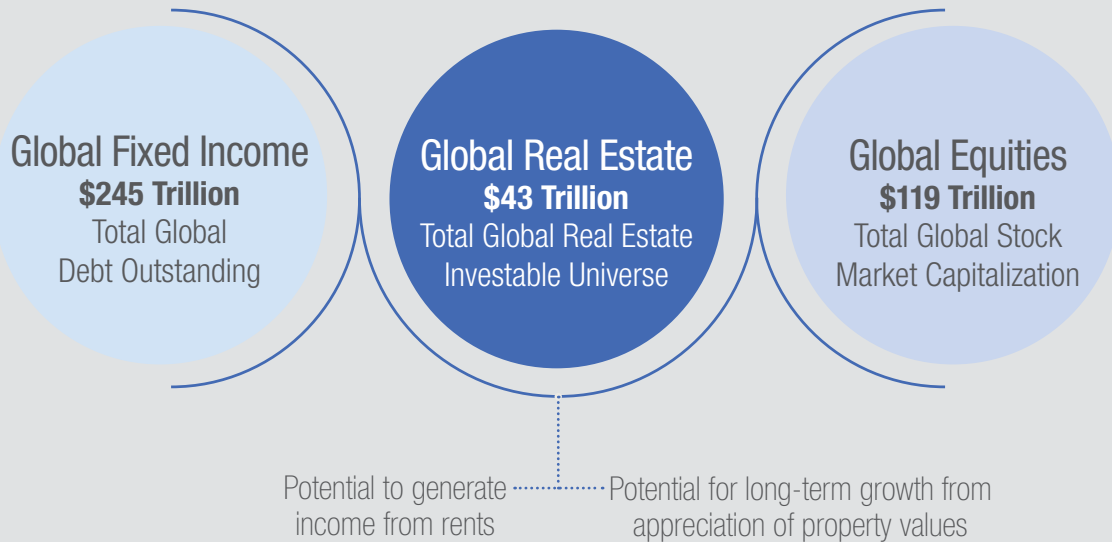 Global Fixed Income
$245 Trillion
Total Global
Debt Outstanding
Global Real Estate
$43 Trillion
Total Global Real Estate
Investable Universe
Global Equities
$119 Trillion
Total Global Stock
Market Capitalization
Potential to generate
income from rents
Potential for long-term growth from
appreciation of property values